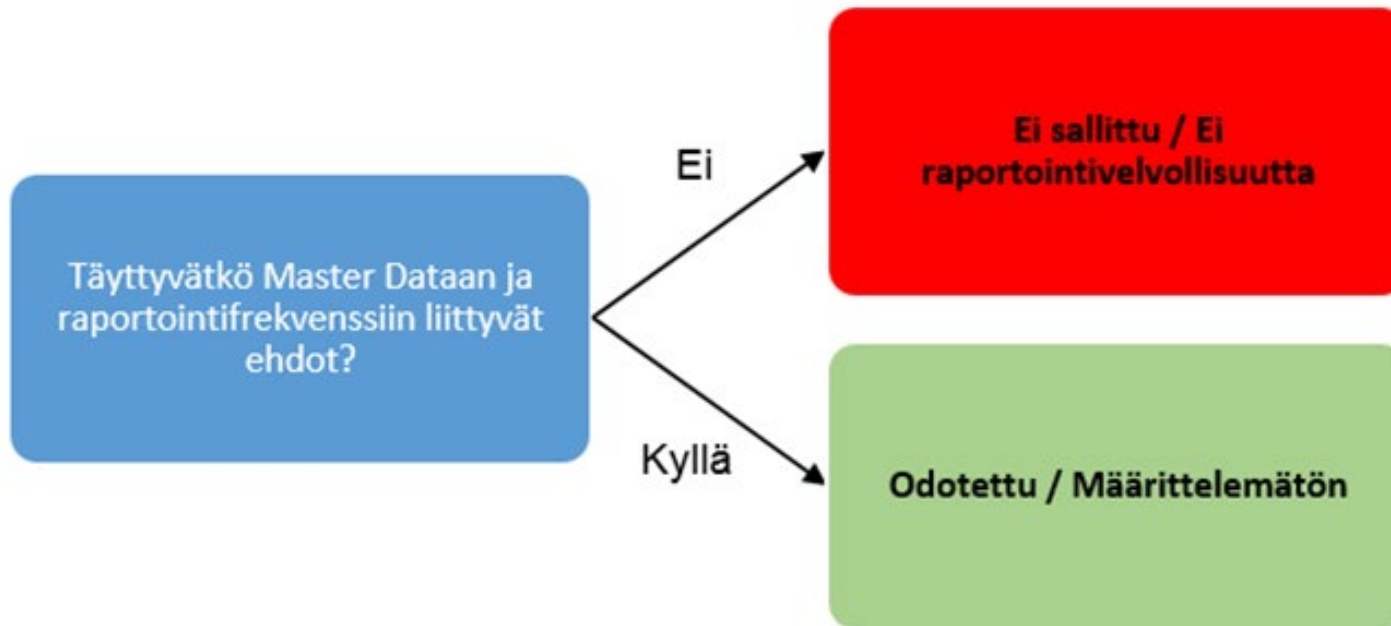 Täyttyvätkö Master Dataan ja
raportointifrekvenssiin liittyvät
ehdot?
Ei
Ei sallittu / Ei
raportointivelvollisuutta
Kyllä
Odotettu / Määrittelemätön